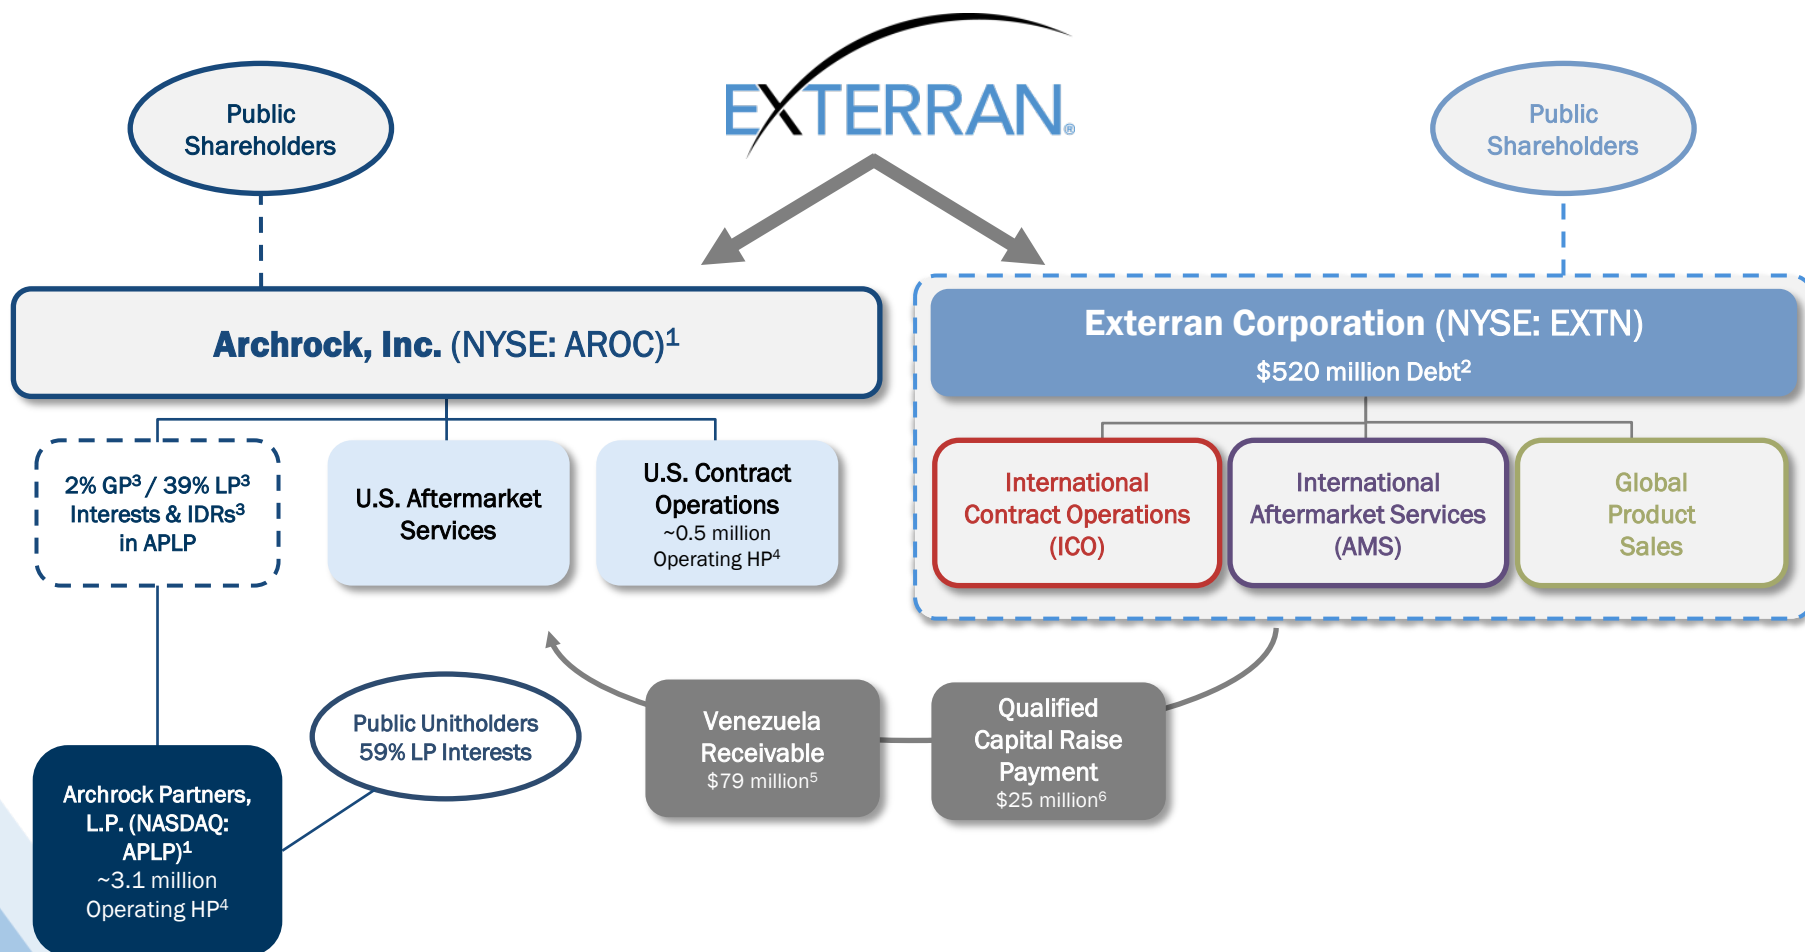 EXTERRAN®
Public
Shareholders
Public
Shareholders
Archrock, Inc. (NYSE: AROC)¹
Exterran Corporation (NYSE: EXTN)
$520 million Debt²
2% GP³ / 39% LP³
Interests & IDRs³
in APLP
U.S. Aftermarket
Services
U.S. Contract
Operations
~0.5 million
Operating HP⁴
International
Contract Operations
(ICO)
International
Aftermarket Services
(AMS)
Global
Product
Sales
Public Unitholders
59% LP Interests
Venezuela
Receivable
$79 million⁵
Qualified
Capital Raise
Payment
$25 million⁶
Archrock Partners,
L.P. (NASDAQ:
APLP)¹
~3.1 million
Operating HP⁴